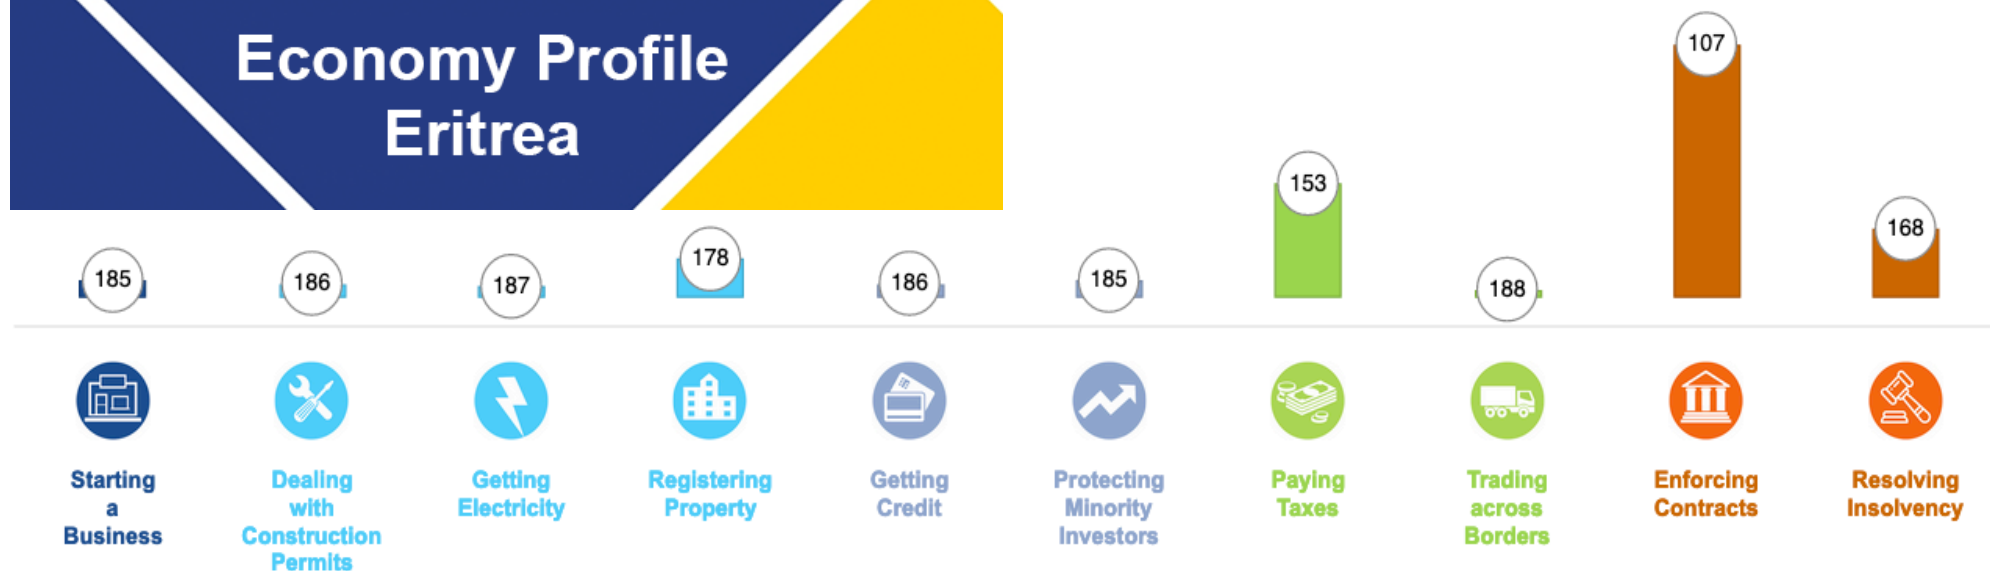 Economy Profile
Eritrea
185
186
187
178
186
185
153
188
107
168
Starting
a
Business
Dealing
with
Construction
Permits
Getting
Electricity
Registering
Property
Getting
Credit
Protecting
Minority
Investors
Paying
Taxes
Trading
across
Borders
Enforcing
Contracts
Resolving
Insolvency